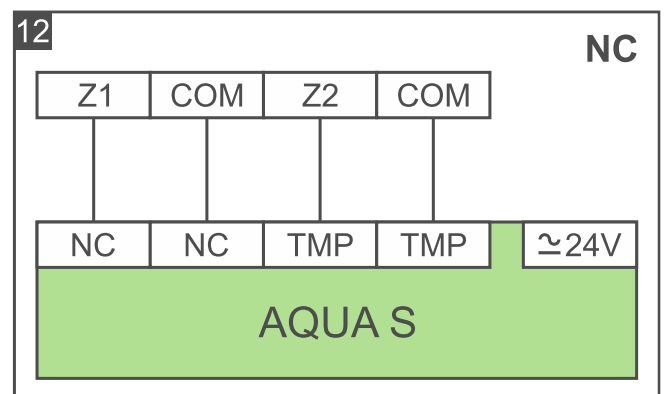 12
NC
Z1 COM Z2 COM
NC NC TMP TMP ≃24V
AQUA S